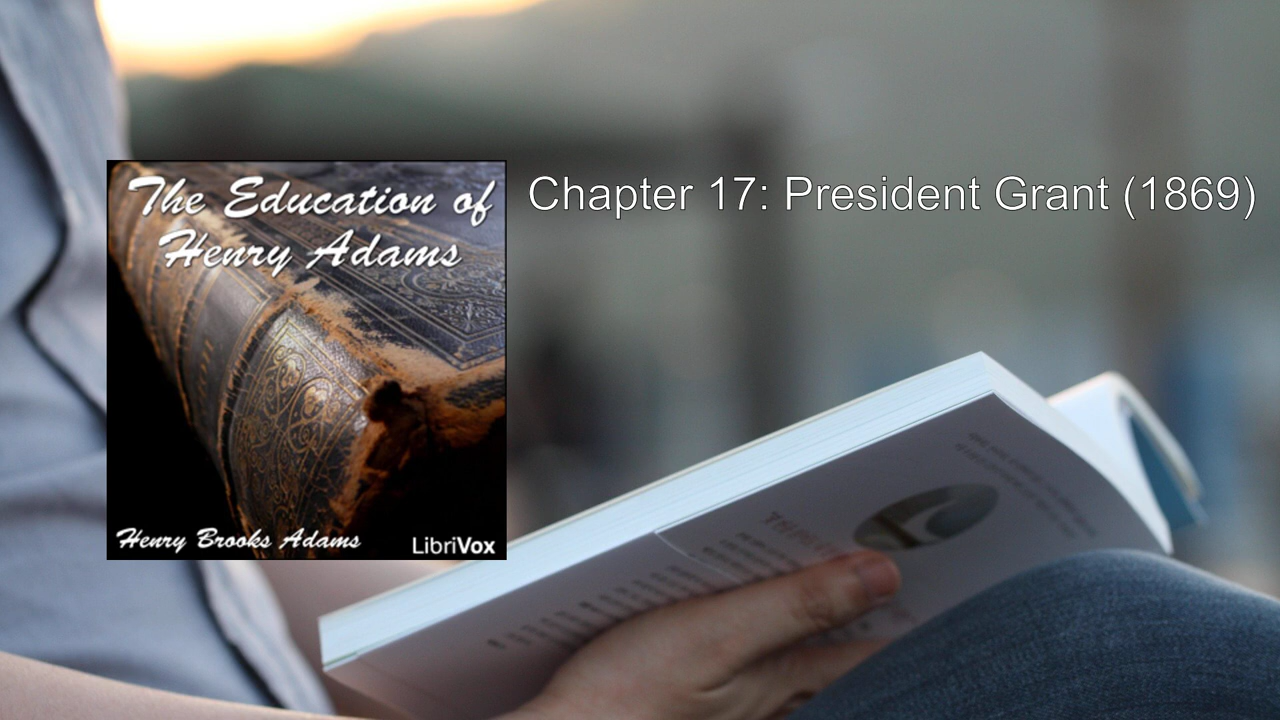 The Education of
Henry Adams
Henry Brooks Adams
LibriVox
Chapter 17: President Grant (1869)